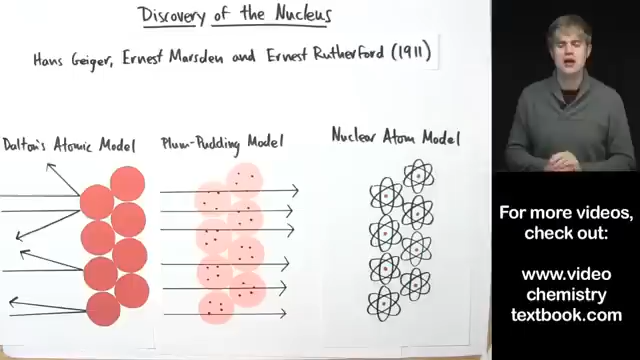 Discovery of the Nucleus
Hans Geiger, Ernest Marsden and Ernest Rutherford (1911)
Dalton's Atomic Model
Plum-Pudding Model
Nuclear Atom Model
For more videos,
check out:
www.video
chemistry
textbook.com